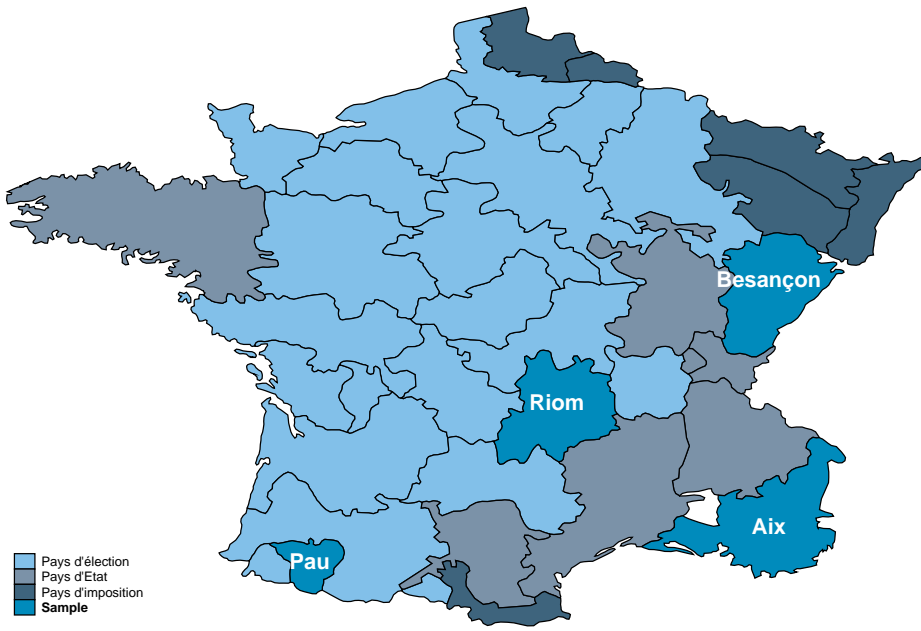 Besançon
Riom
Aix
Pau
Pays d'élection
Pays d'Etat
Pays d'imposition
Sample